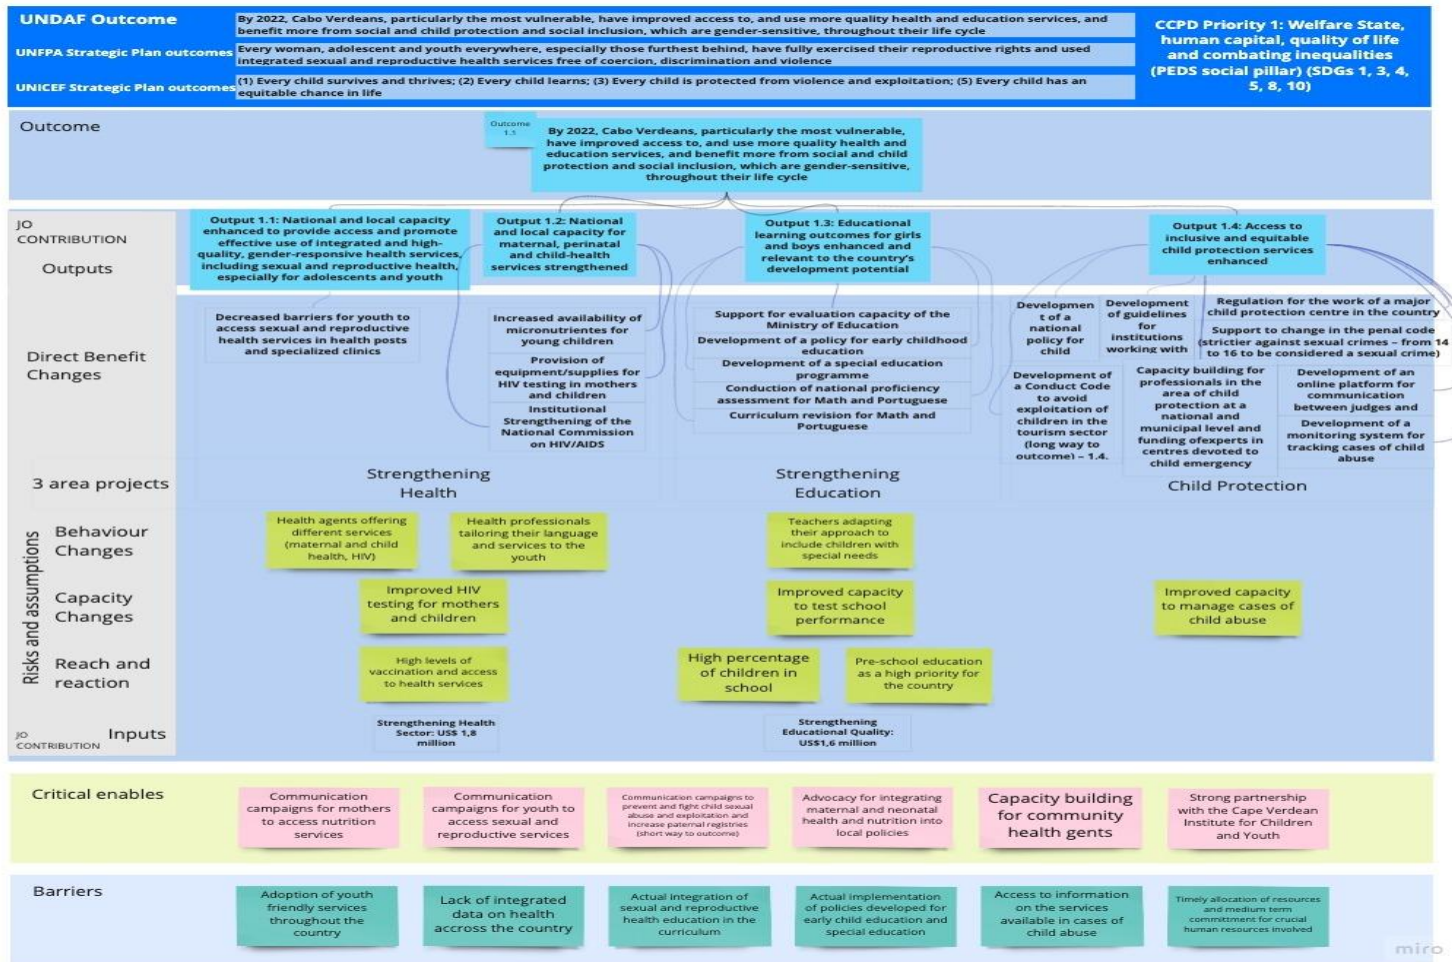 UNDAF Outcome
By 2022, Cabo Verdeans, particularly the most vulnerable, have improved access to, and use more quality health and education services, and
benefit more from social and child protection and social inclusion, which are gender-sensitive, throughout their life cycle
UNFPA Strategic Plan outcomes
Every woman, adolescent and youth everywhere, especially those furthest behind, have fully exercised their reproductive rights and used
integrated sexual and reproductive health services free of coercion, discrimination and violence
UNICEF Strategic Plan outcomes
(1) Every child survives and thrives; (2) Every child learns; (3) Every child is protected from violence and exploitation; (5) Every child has an
equitable chance in life
CCPD Priority 1: Welfare State,
human capital, quality of life
and combating inequalities
(PEDS social pillar) (SDGs 1, 3, 4,
5, 8, 10)
Outcome
Outcome
1.1
By 2022, Cabo Verdeans, particularly the most vulnerable,
have improved access to, and use more quality health and
education services, and benefit more from social and child
protection and social inclusion, which are gender-sensitive,
throughout their life cycle
JO
CONTRIBUTION
Outputs
Output 1.1: National and local capacity
enhanced to provide access and promote
effective use of integrated and high-
quality, gender-responsive health services,
including sexual and reproductive health,
especially for adolescents and youth
Output 1.2: National
and local capacity for
maternal, perinatal
and child-health
services strengthened
Output 1.3: Educational
learning outcomes for girls
and boys enhanced and
relevant to the country's
development potential
Output 1.4: Access to
inclusive and equitable
child protection services
enhanced
Direct Benefit
Changes
Decreased barriers for youth to
access sexual and reproductive
health services in health posts
and specialized clinics
Increased availability of
micronutrientes for
young children
Provision of
equipment/supplies for
HIV testing in mothers
and children
Institutional
Strengthening of the
National Commission
on HIV/AIDS
Support for evaluation capacity of the
Ministry of Education
Development of a policy for early childhood
education
Development of a special education
programme
Conduction of national proficiency
assessment for Math and Portuguese
Curriculum revision for Math and
Portuguese
Developmen
t of a
national
policy for
child
Development
of guidelines
for
institutions
working with
Regulation for the work of a major
child protection centre in the country
Support to change in the penal code
(strictier against sexual crimes – from 14
to 16 to be considered a sexual crime)
Development of
a Conduct Code
to avoid
exploitation of
children in the
tourism sector
(long way to
outcome) – 1.4.
Capacity building for
professionals in the
area of child
protection at a
national and
municipal level and
funding ofexperts in
centres devoted to
child emergency
Development of an
online platform for
communication
between judges and
Development of a
monitoring system for
tracking cases of child
abuse
3 area projects
Strengthening
Health
Strengthening
Education
Child Protection
Risks and assumptions
Behaviour
Changes
Health agents offering
different services
(maternal and child
health, HIV)
Health professionals
tailoring their language
and services to the
youth
Teachers adapting
their approach to
include children with
special needs
Capacity
Changes
Improved HIV
testing for mothers
and children
Improved capacity
to test school
performance
Improved capacity
to manage cases of
child abuse
Reach and
reaction
High levels of
vaccination and access
to health services
High percentage
of children in
school
Pre-school education
as a high priority for
the country
JO
CONTRIBUTION
Inputs
Strengthening Health
Sector: US$ 1,8
million
Strengthening
Educational Quality:
US$1,6 million
Critical enables
Communication
campaigns for mothers
to access nutrition
services
Communication
campaigns for youth to
access sexual and
reproductive services
Communication campaigns to
prevent and fight child sexual
abuse and exploitation and
increase paternal registries
(short way to outcome)
Advocacy for integrating
maternal and neonatal
health and nutrition into
local policies
Capacity building
for community
health gents
Strong partnership
with the Cape Verdean
Institute for Children
and Youth
Barriers
Adoption of youth
friendly services
throughout the
country
Lack of integrated
data on health
accross the country
Actual integration of
sexual and reproductive
health education in the
curriculum
Actual implementation
of policies developed for
early child education and
special education
Access to information
on the services
available in cases of
child abuse
Timely allocation of resources
and medium term
committment for crucial
human resources involved
miro